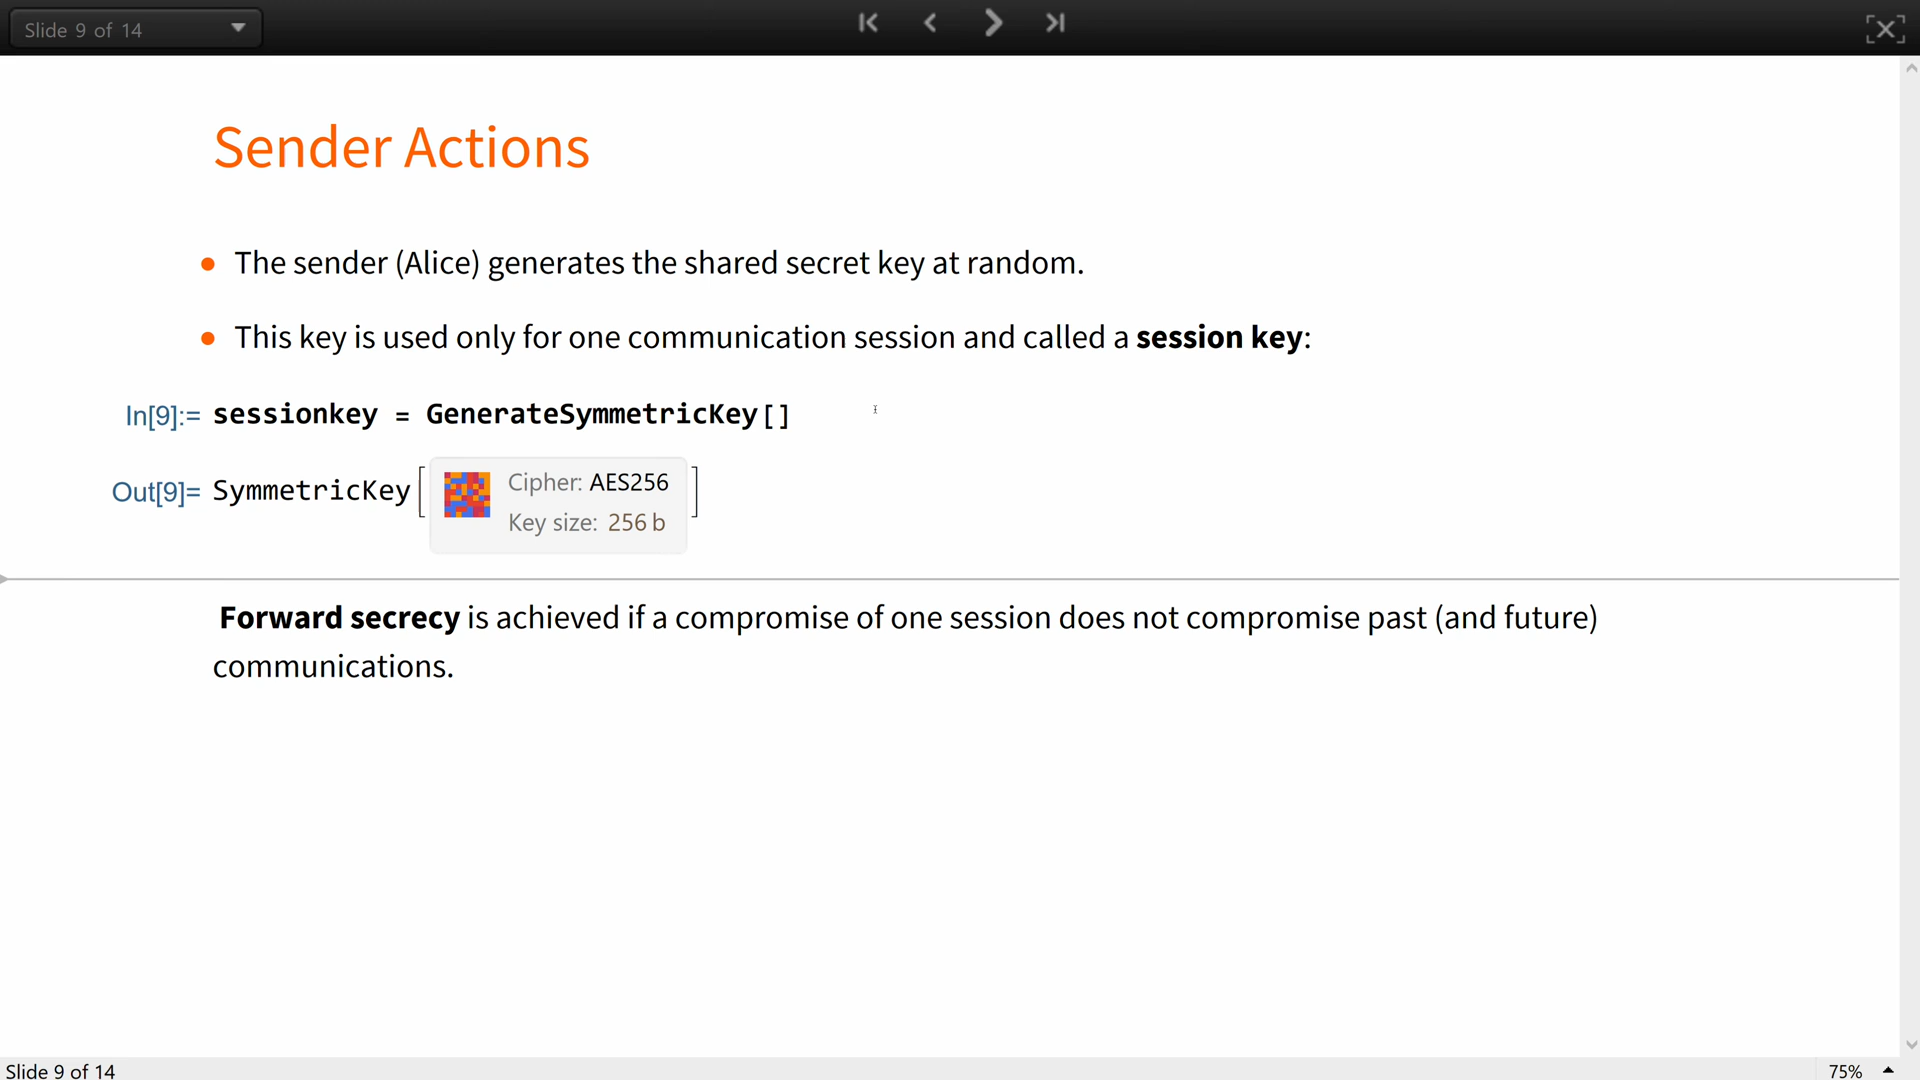 Slide 9 of 14
Sender Actions
• The sender (Alice) generates the shared secret key at random.
• This key is used only for one communication session and called a session key:
In[9]:= sessionkey = GenerateSymmetricKey[]
Out[9]= SymmetricKey[ Cipher: AES256
Key size: 256 b ]
Forward secrecy is achieved if a compromise of one session does not compromise past (and future)
communications.
Slide 9 of 14
75%